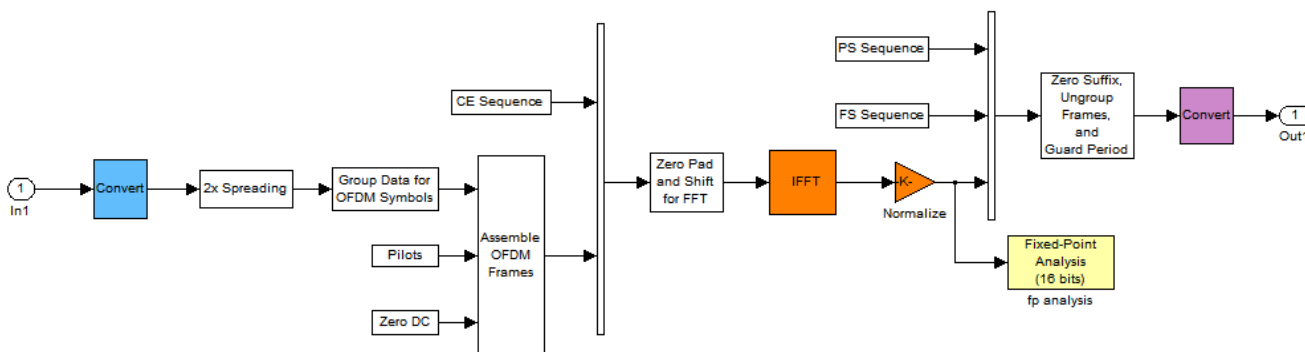 1
In1
Convert
2x Spreading
Group Data for
OFDM Symbols
Pilots
Zero DC
Assemble
OFDM
Frames
CE Sequence
Zero Pad
and Shift
for FFT
IFFT
-K-
Normalize
PS Sequence
FS Sequence
Fixed-Point
Analysis
(16 bits)
fp analysis
Zero Suffix,
Ungroup
Frames,
and
Guard Period
Convert
1
Out1